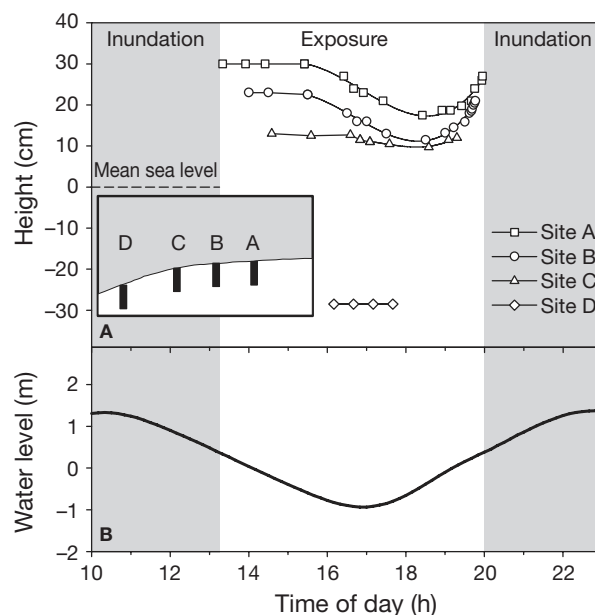 Inundation Exposure Inundation
40
30
20
10
0
−10
−20
−30
Height (cm)
Mean sea level
D C B A
Site A
Site B
Site C
Site D
A
2
1
0
−1
−2
Water level (m)
B
10 12 14 16 18 20 22
Time of day (h)